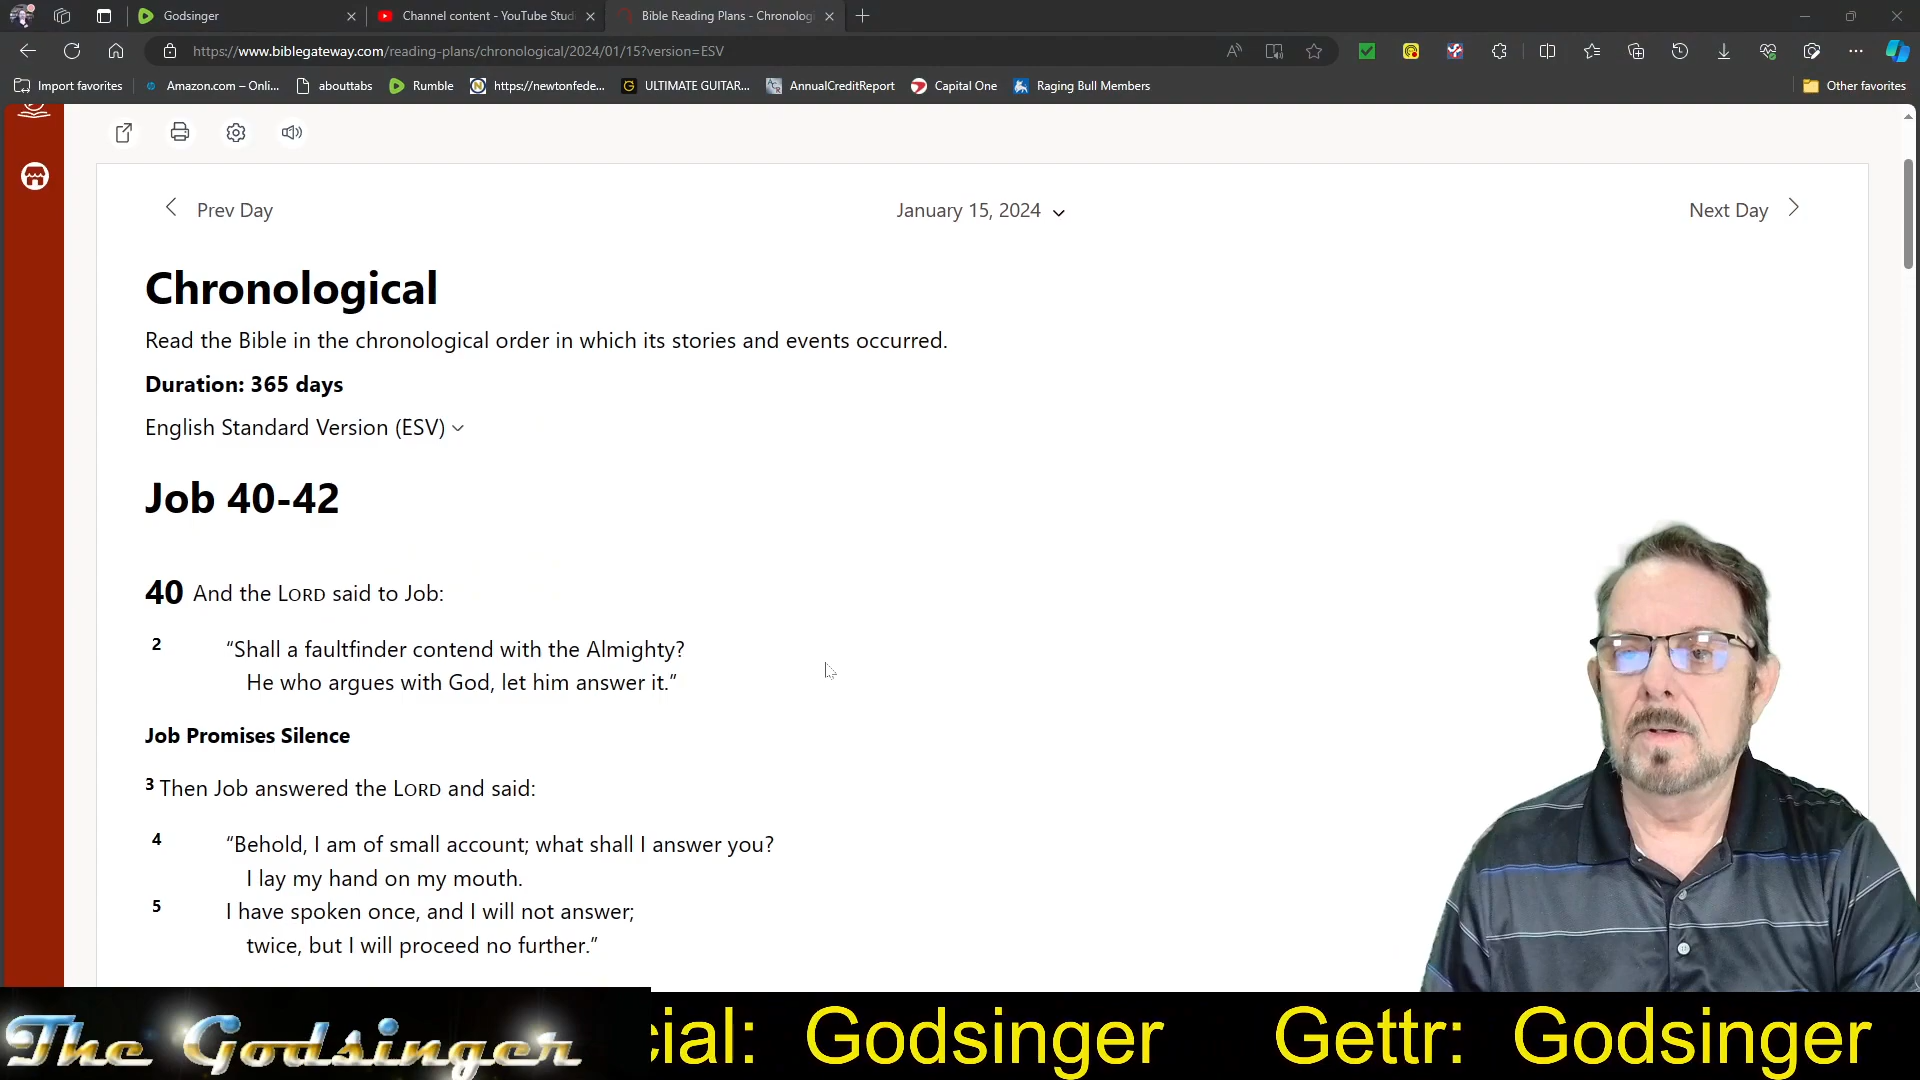 Godsinger
Channel content - YouTube Studi
Bible Reading Plans - Chronolog
https://www.biblegateway.com/reading-plans/chronological/2024/01/15?version=ESV
Import favorites
Amazon.com – Onli...
abouttabs
Rumble
https://newtonfede...
ULTIMATE GUITAR...
AnnualCreditReport
Capital One
Raging Bull Members
Other favorites
Prev Day
January 15, 2024
Next Day
Chronological
Read the Bible in the chronological order in which its stories and events occurred.
Duration: 365 days
English Standard Version (ESV)
Job 40-42
40 And the LORD said to Job:
2 “Shall a faultfinder contend with the Almighty?
He who argues with God, let him answer it.”
Job Promises Silence
3 Then Job answered the LORD and said:
4 “Behold, I am of small account; what shall I answer you?
I lay my hand on my mouth.
5 I have spoken once, and I will not answer;
twice, but I will proceed no further.”
The Godsinger
cial: Godsinger Gettr: Godsinger